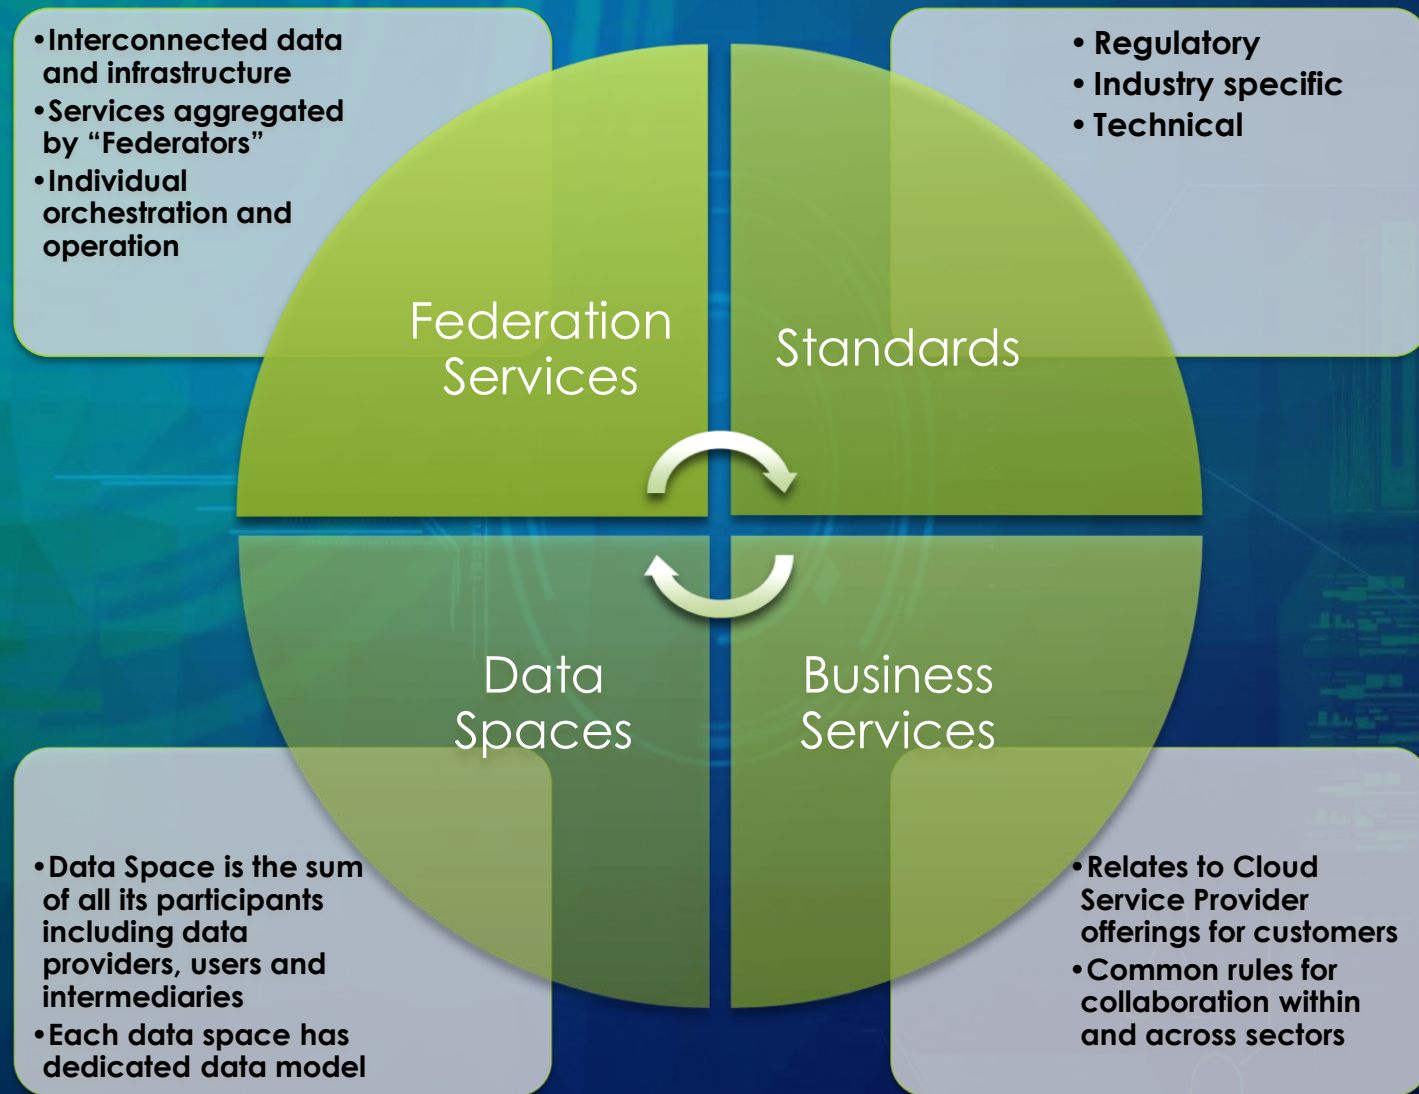 •Interconnected data
and infrastructure
•Services aggregated
by “Federators”
•Individual
orchestration and
operation
• Regulatory
• Industry specific
• Technical
Federation
Services
Standards
Data
Spaces
Business
Services
•Data Space is the sum
of all its participants
including data
providers, users and
intermediaries
•Each data space has
dedicated data model
•Relates to Cloud
Service Provider
offerings for customers
•Common rules for
collaboration within
and across sectors